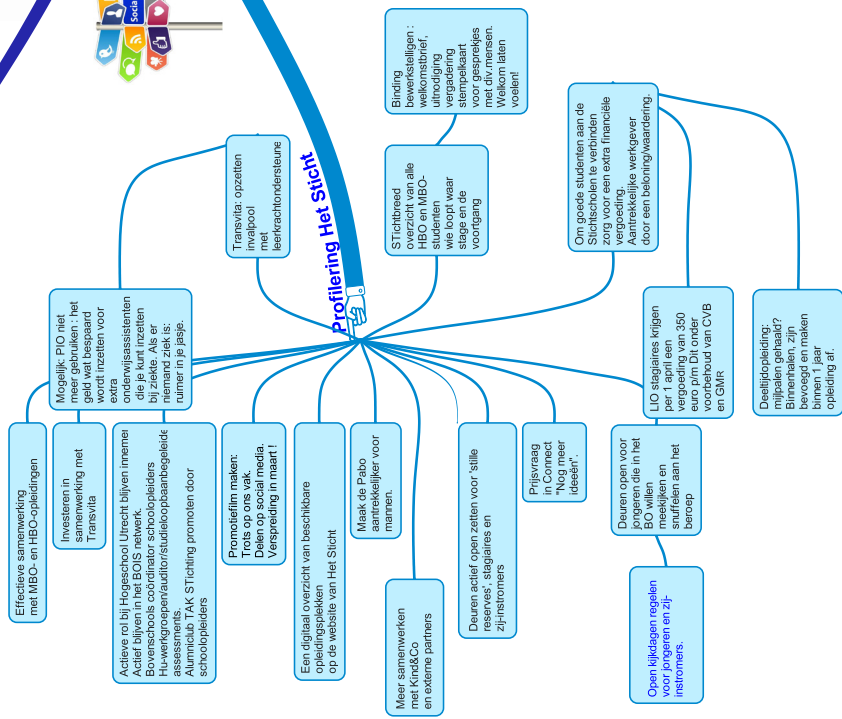 Social
Profilering Het Sticht
Binding
bewerkstelligen :
welkomstbrief,
uitnodiging
vergadering
stempelkaart
voor gesprekjes
met div.mensen.
Welkom laten
voelen!
Transvita: opzetten
invalpool
met
leerkrachtondersteune
STichtbreed
overzicht van alle
HBO en MBO-
studenten
wie loopt waar
stage en de
voortgang
Om goede studenten aan de
Stichtscholen te verbinden
zorg voor een extra financiële
vergoeding.
Aantrekkelijke werkgever
door een beloning/waardering.
Mogelijk: PIO niet
meer gebruiken : het
geld wat bespaard
wordt inzetten voor
extra
onderwijsassistenten
die je kunt inzetten
bij ziekte. Als er
niemand ziek is:
ruimer in je jasje.
LIO stagiaires krijgen
per 1 april een
vergoeding van 350
euro p/m Dit onder
voorbehoud van CVB
en GMR
Deeltijdopleiding:
mijlpalen gehaald?
Binnenhalen, zijn
bevoegd en maken
binnen 1 jaar
opleiding af.
Effectieve samenwerking
met MBO- en HBO-opleidingen
Investeren in
samenwerking met
Transvita
Actieve rol bij Hogeschool Utrecht blijven innemen
Actief blijven in het BOIS netwerk.
Bovenschools coördinator schoolopleiders
Hu-werkgroepen/auditor/studieloopbaanbegeleide
assessments.
Alumniclub TAK STichting promoten door
schoolopleiders
Promotiefilm maken:
Trots op ons vak.
Delen op social media.
Verspreiding in maart !
Een digitaal overzicht van beschikbare
opleidingsplekken
op de website van Het Sticht
Maak de Pabo
aantrekkelijker voor
mannen.
Meer samenwerken
met Kind&Co
en externe partners
Deuren actief open zetten voor 'stille
reserves', stagiaires en
zij-instromers
Prijsvraag
in Connect
"Nog meer
ideeën".
Deuren open voor
jongeren die in het
BO willen
meekijken en
snuffelen aan het
beroep
Open kijkdagen regelen
voor jongeren en zij-
instromers.